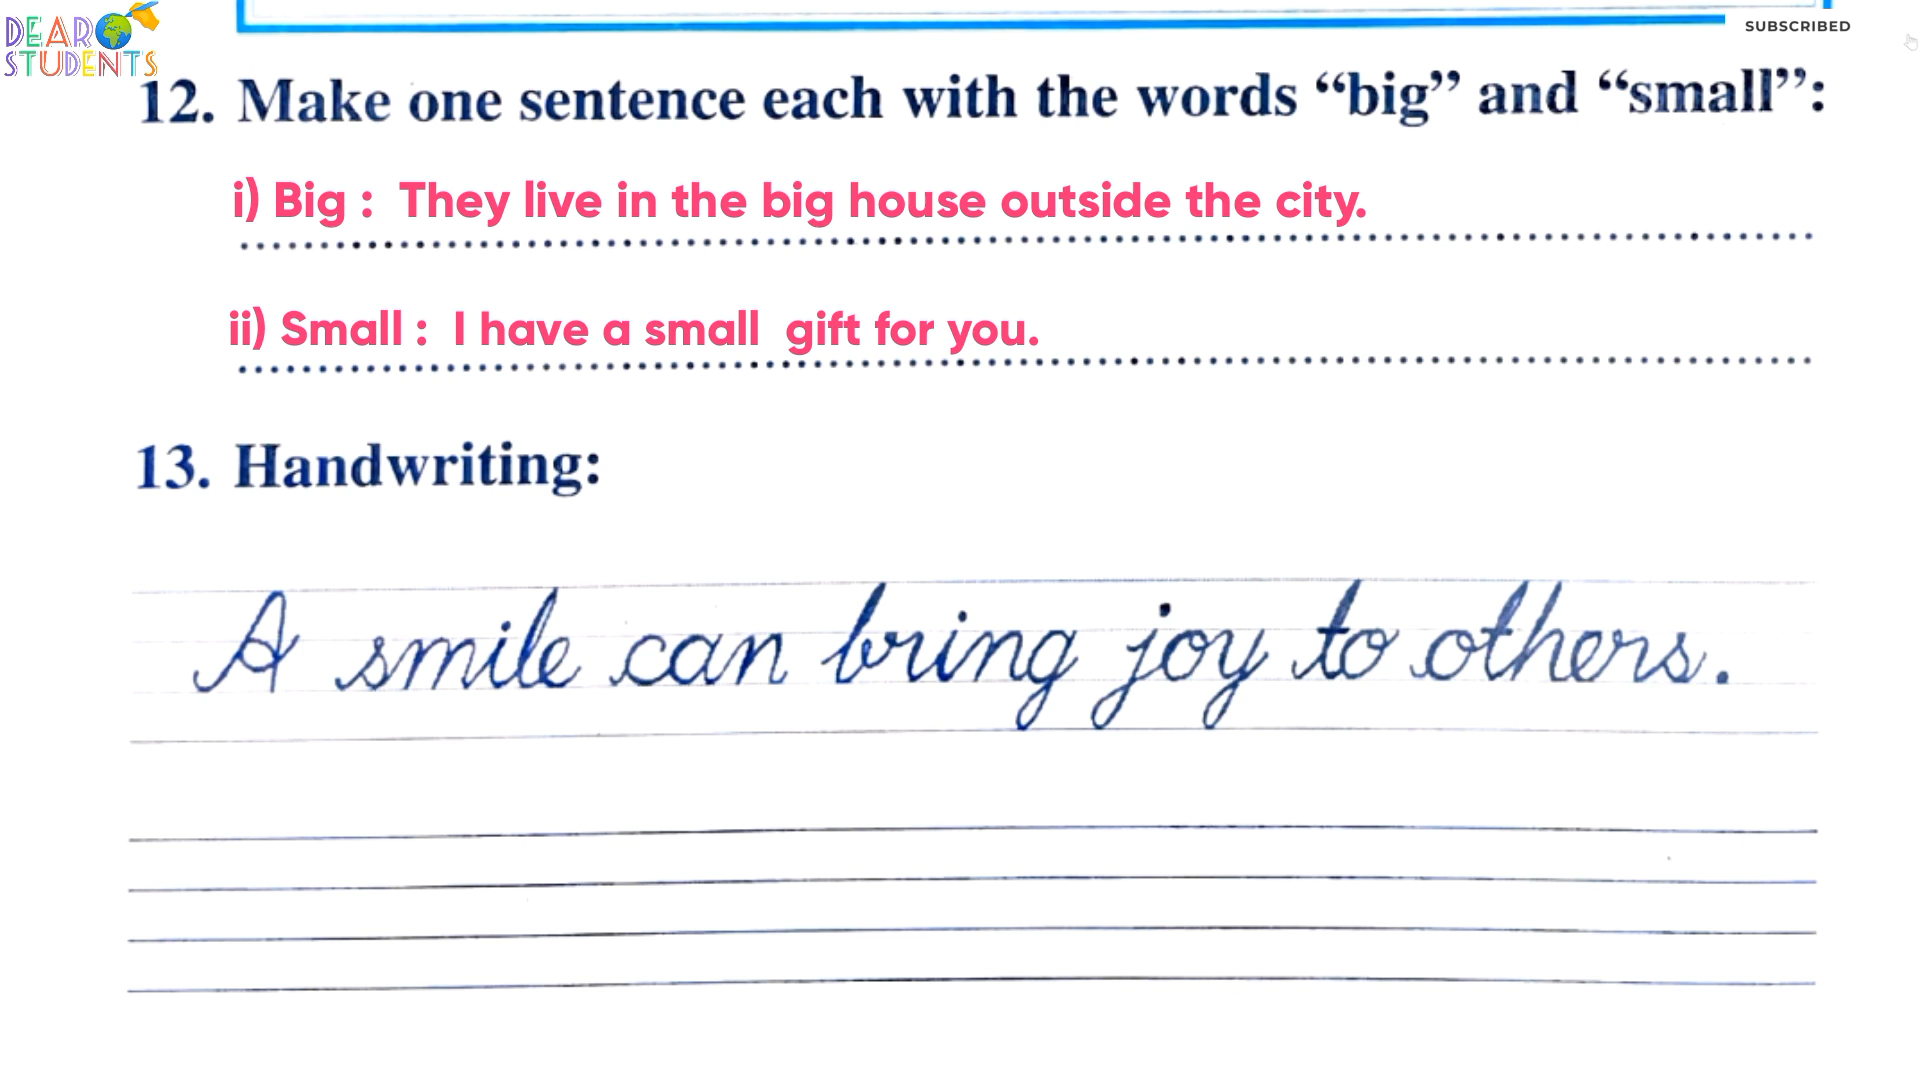 DEAR STUDENTS
SUBSCRIBED
12. Make one sentence each with the words “big” and “small”:
i) Big : They live in the big house outside the city.
ii) Small : I have a small gift for you.
13. Handwriting:
A smile can bring joy to others.